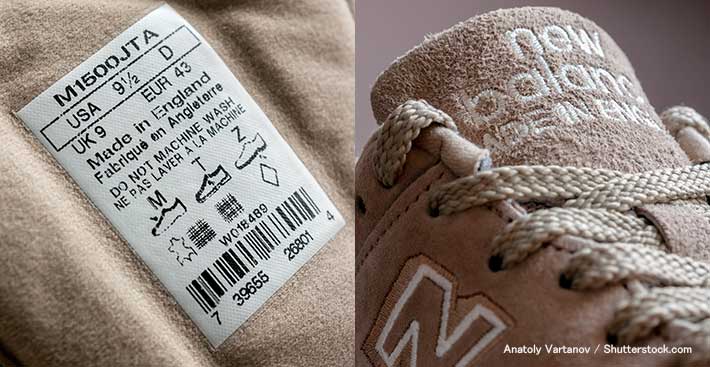 M1500JTA
USA 9½ D
UK 9 EUR 43
Made in England
Fabriqué en Angleterre
DO NOT MACHINE WASH
NE PAS LAVER A LA MACHINE
M I Z
W018489
7 39655 26801 4
new
balance
N
Anatoly Vartanov / Shutterstock.com